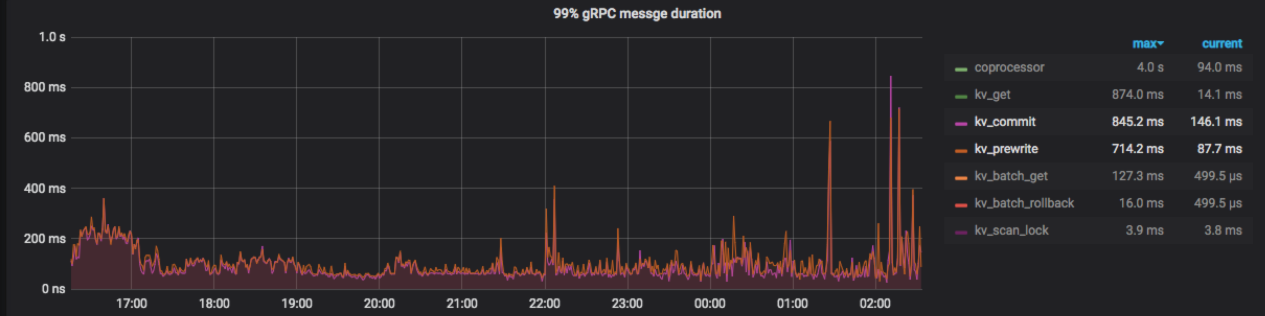 99% gRPC messge duration
1.0 s
800 ms
600 ms
400 ms
200 ms
0 ns
17:00 18:00 19:00 20:00 21:00 22:00 23:00 00:00 01:00 02:00
max current
coprocessor 4.0 s 94.0 ms
kv_get 874.0 ms 14.1 ms
kv_commit 845.2 ms 146.1 ms
kv_prewrite 714.2 ms 87.7 ms
kv_batch_get 127.3 ms 499.5 µs
kv_batch_rollback 16.0 ms 499.5 µs
kv_scan_lock 3.9 ms 3.8 ms